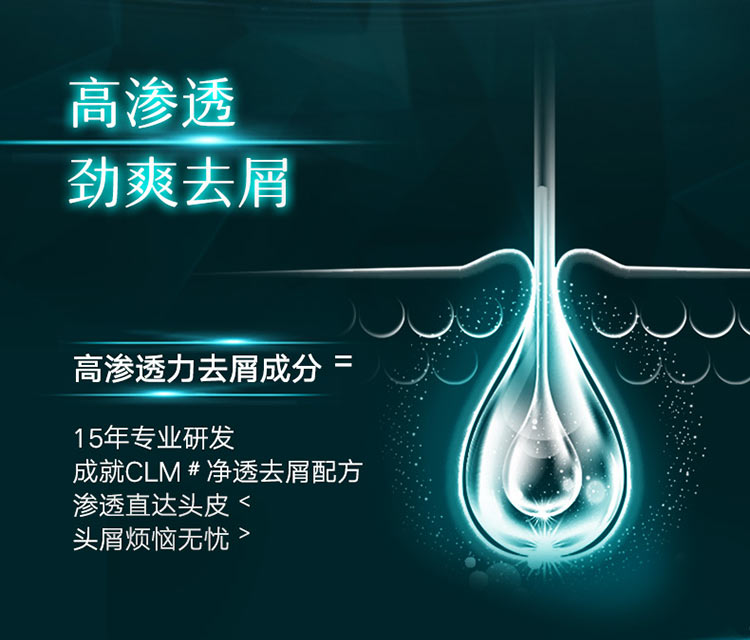 高渗透
劲爽去屑
高渗透力去屑成分 =
15年专业研发
成就CLM # 净透去屑配方
渗透直达头皮 <
头屑烦恼无忧 >